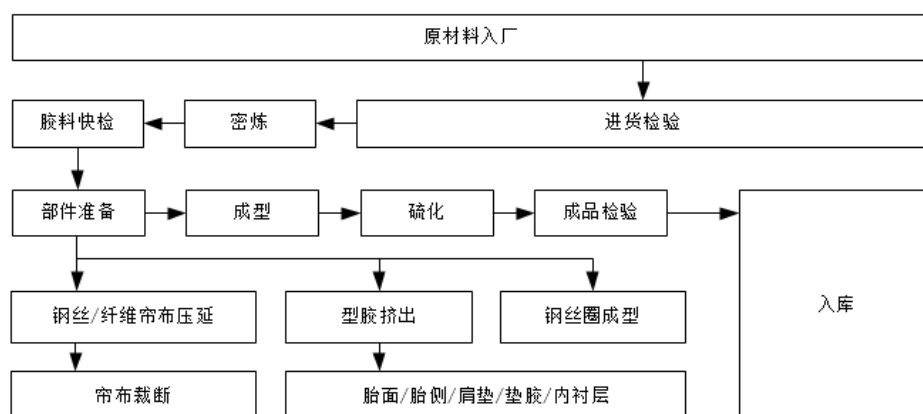 原材料入厂
胶料快检
密炼
进货检验
部件准备
成型
硫化
成品检验
入库
钢丝/纤维帘布压延
型胶挤出
钢丝圈成型
帘布裁断
胎面/胎侧/肩垫/垫胶/内衬层